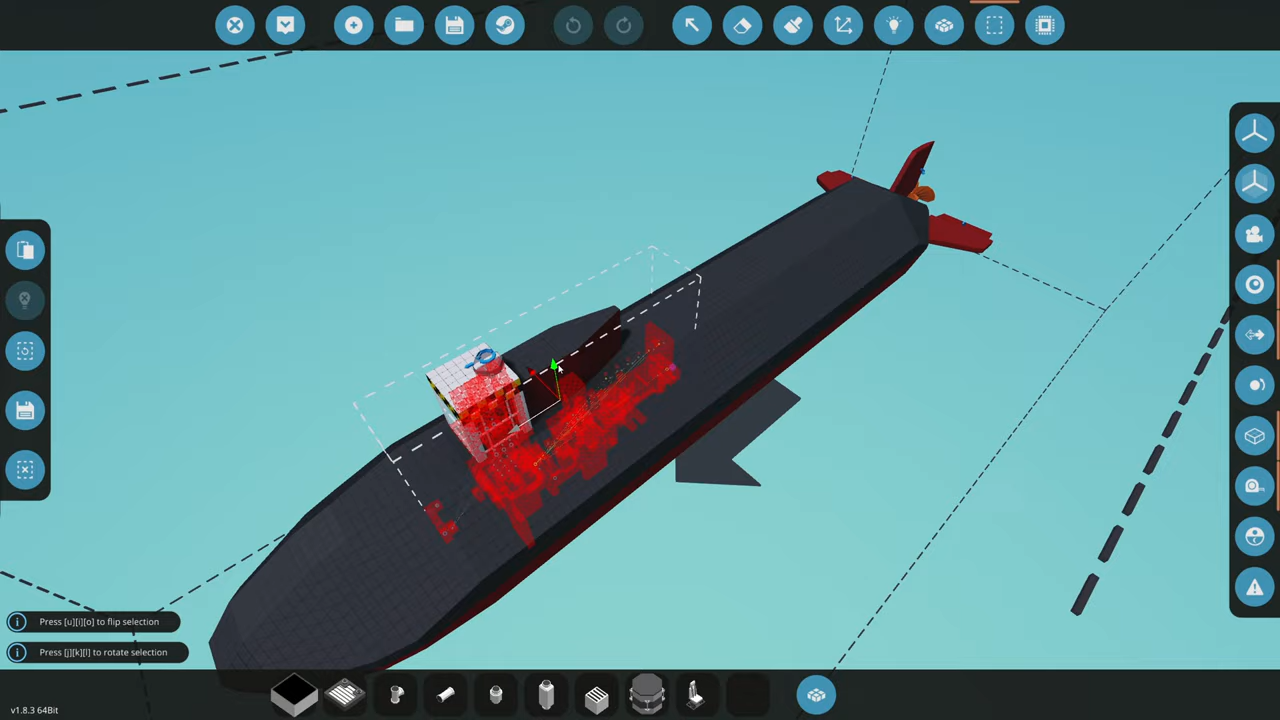 Press [u][i][o] to flip selection
Press [j][k][l] to rotate selection
v1.8.3 64Bit